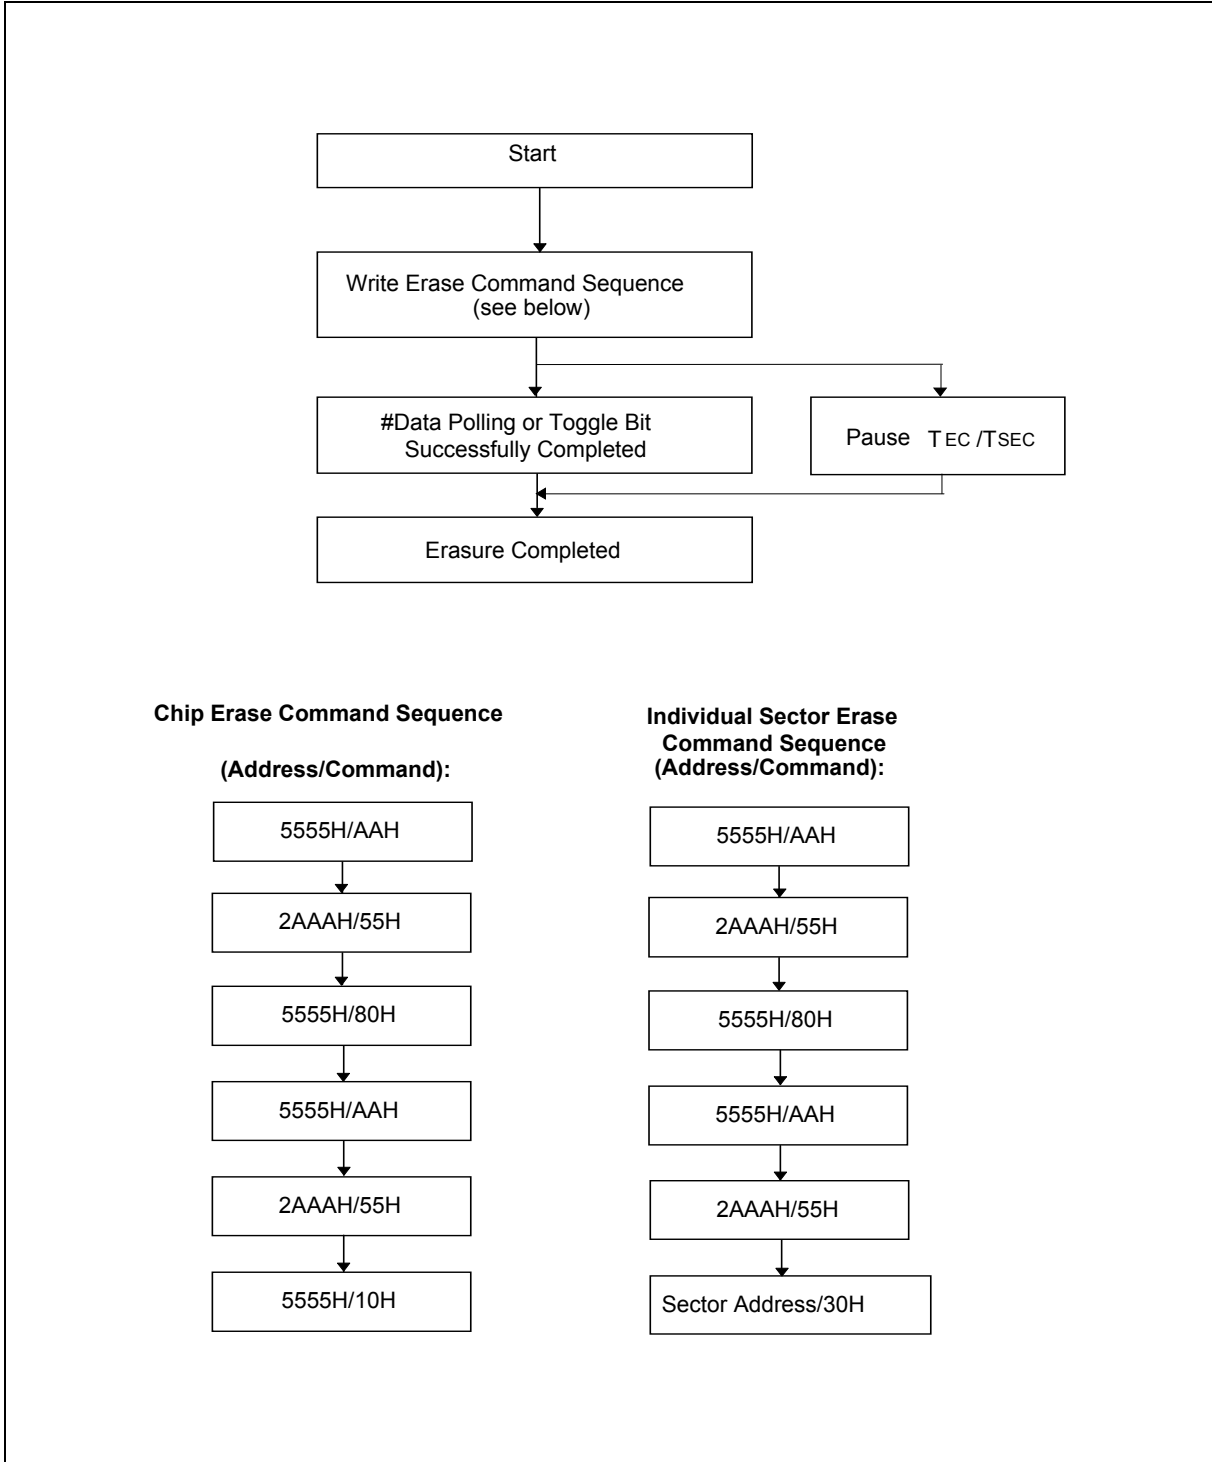 Start
Write Erase Command Sequence
(see below)
#Data Polling or Toggle Bit
Successfully Completed
Pause TEC/TSEC
Erasure Completed
Chip Erase Command Sequence
(Address/Command):
5555H/AAH
2AAAH/55H
5555H/80H
5555H/AAH
2AAAH/55H
5555H/10H
Individual Sector Erase
Command Sequence
(Address/Command):
5555H/AAH
2AAAH/55H
5555H/80H
5555H/AAH
2AAAH/55H
Sector Address/30H